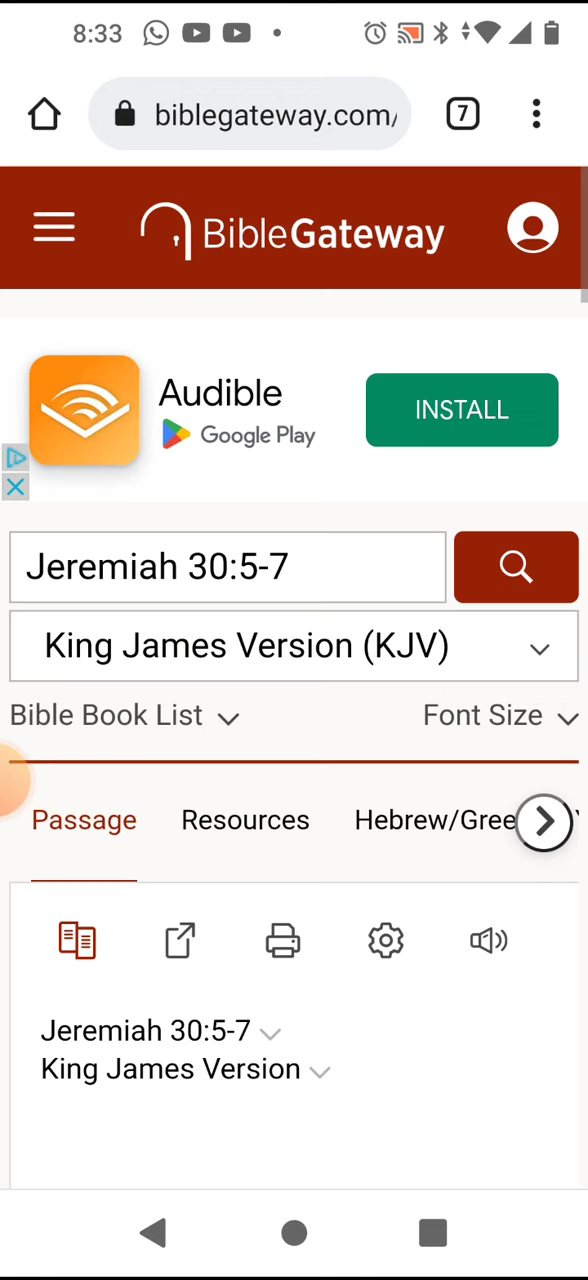 8:33
biblegateway.com/
7
BibleGateway
Audible
Google Play
INSTALL
Jeremiah 30:5-7
King James Version (KJV)
Bible Book List
Font Size
Passage
Resources
Hebrew/Gree
Jeremiah 30:5-7
King James Version